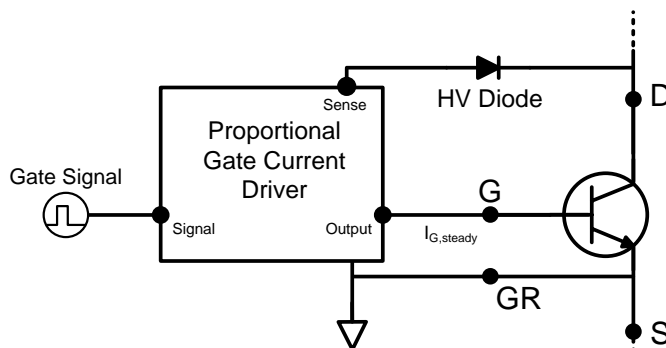 Sense
HV Diode
D
Proportional
Gate Current
Driver
Gate Signal
G
Signal
Output
I_G,steady
GR
S